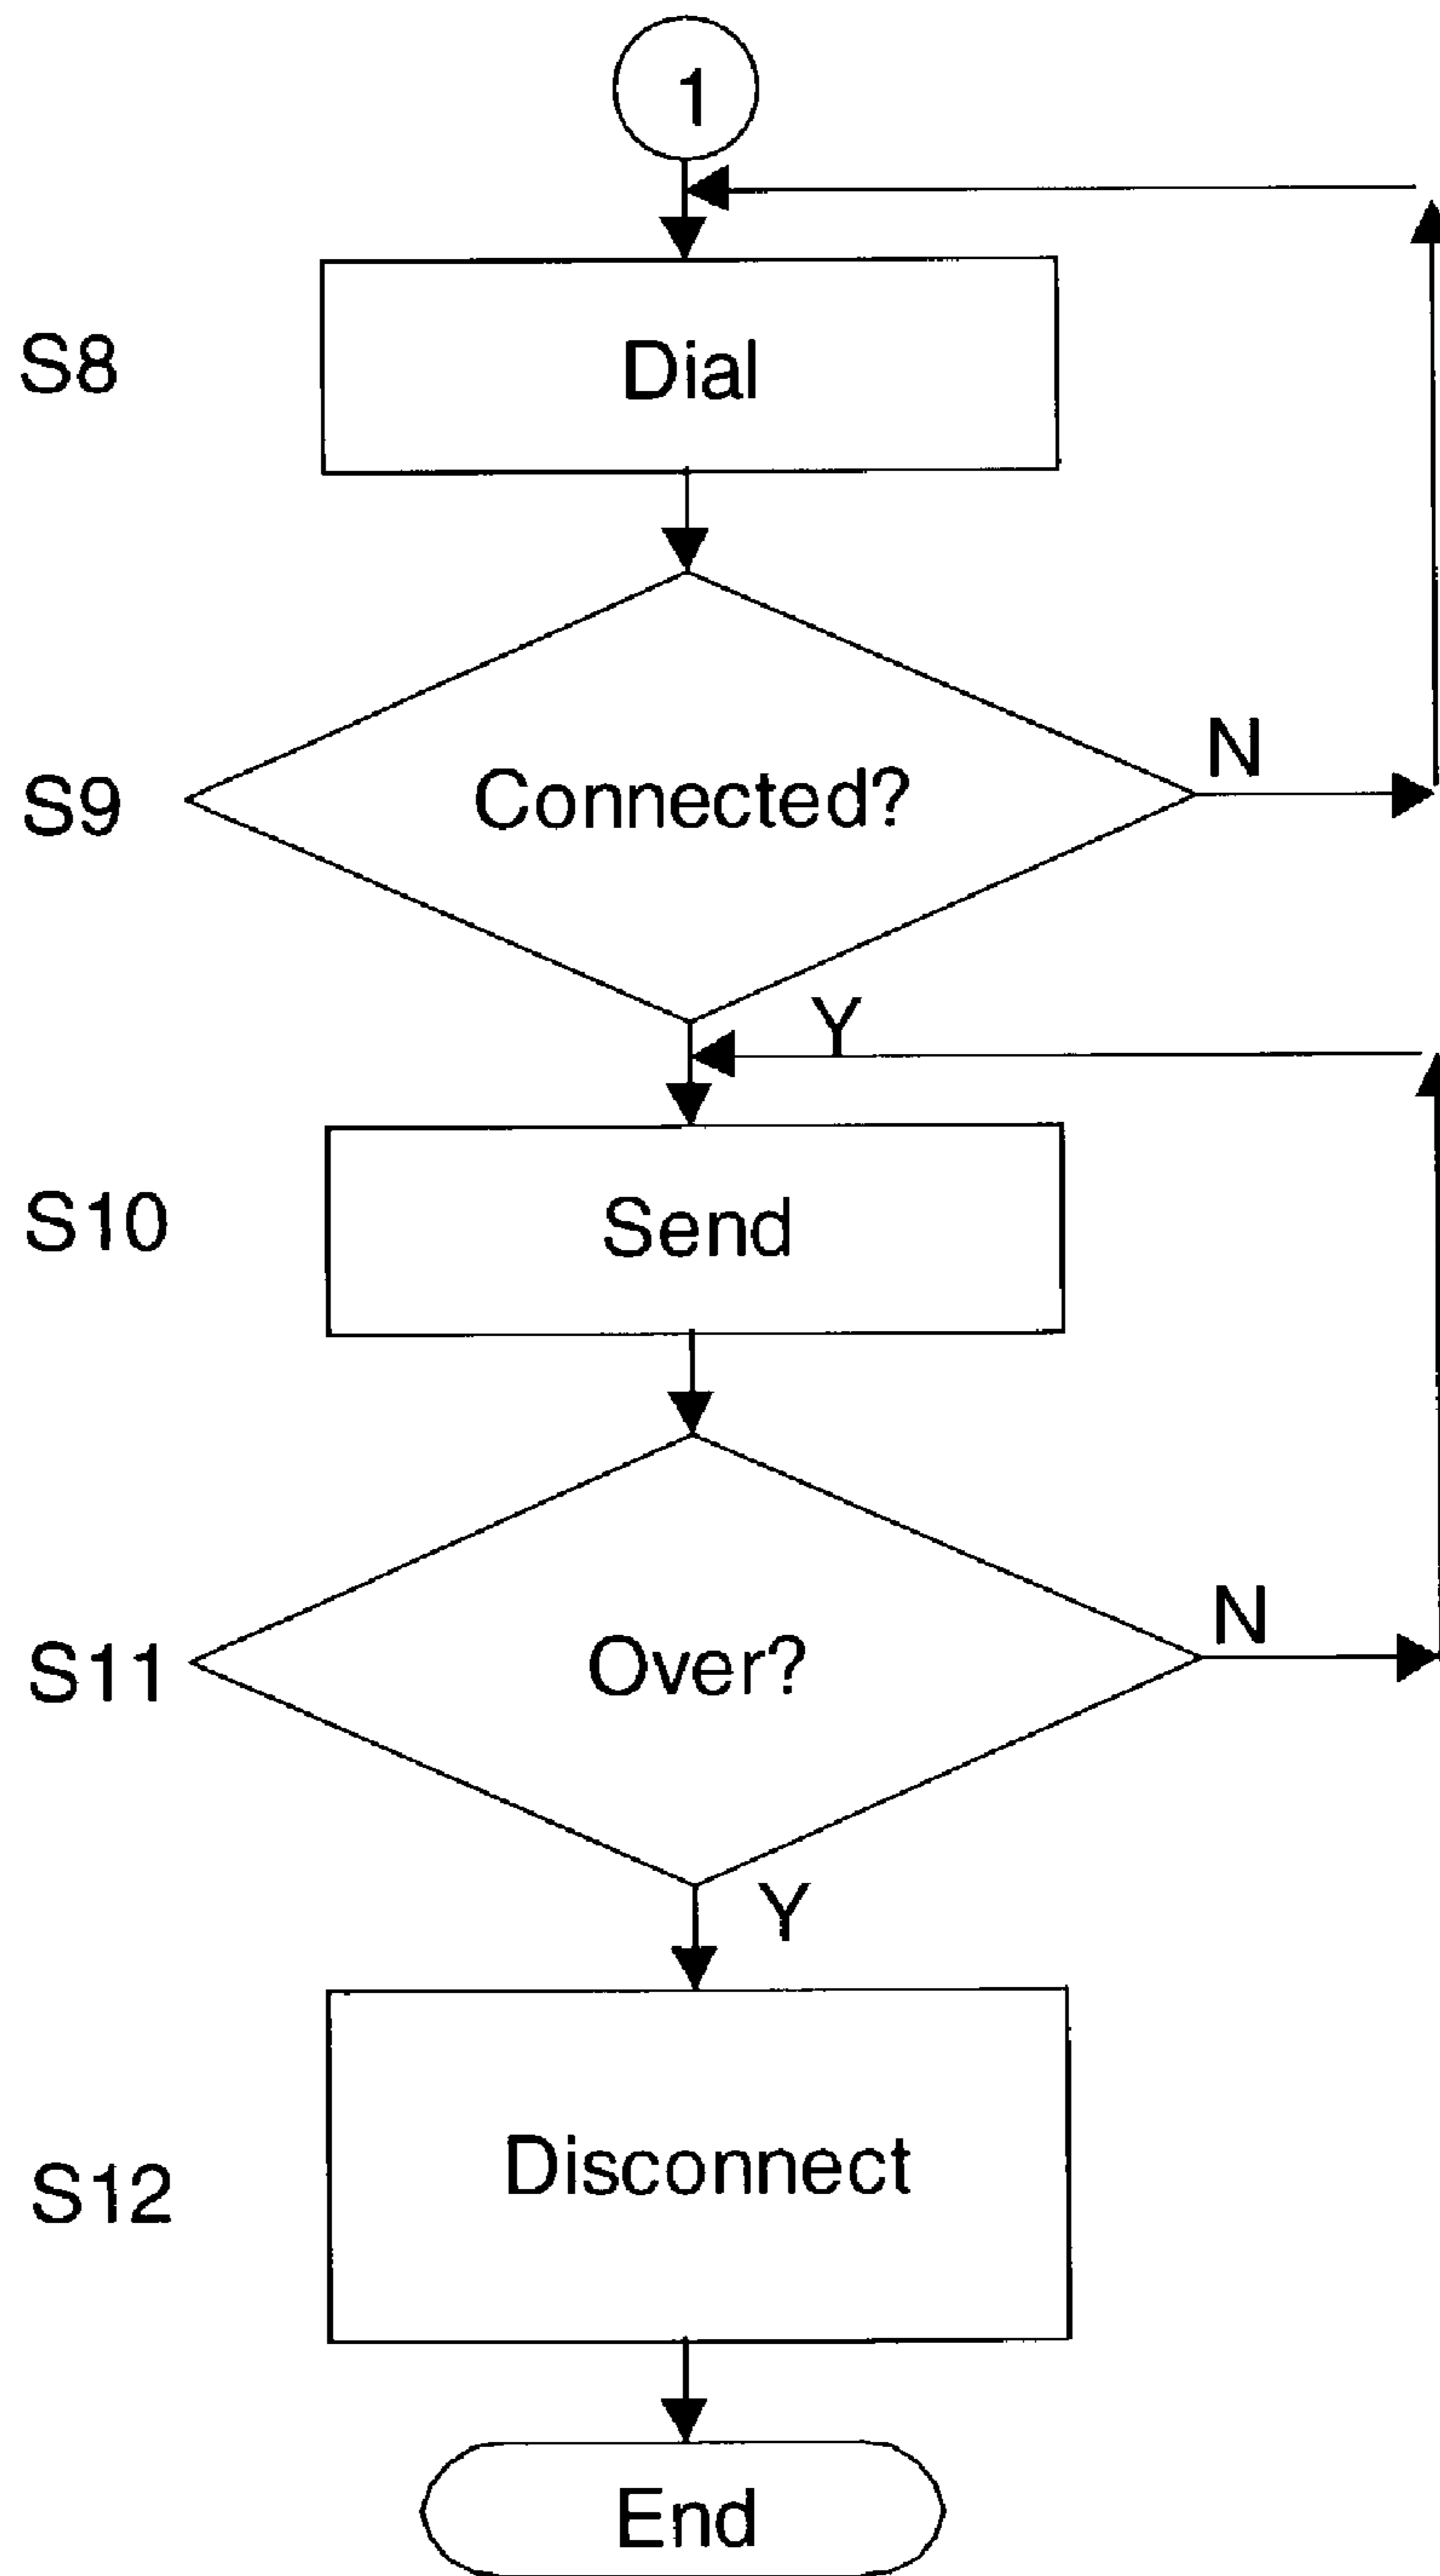 1
S8
Dial
S9
Connected?
N
Y
S10
Send
S11
Over?
N
Y
S12
Disconnect
End